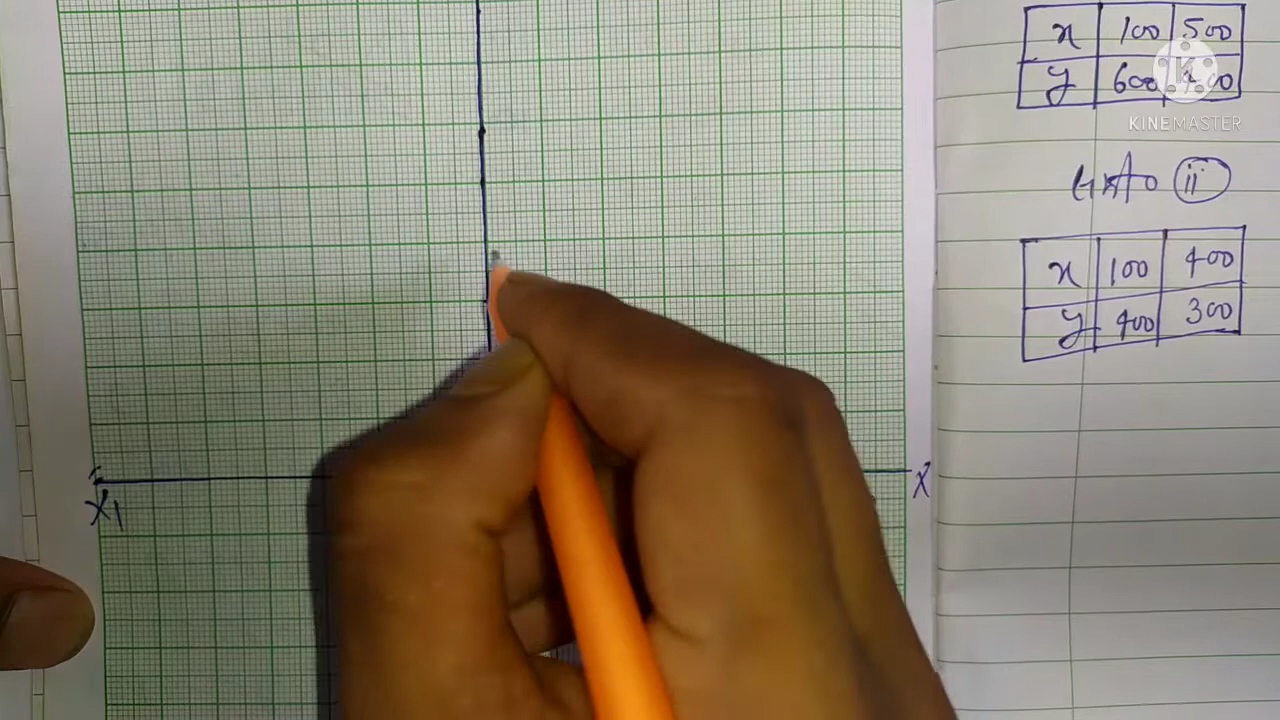 x 100 500
y 600
KINEMASTER
ii
x 100 400
y 400 300
X₁ X